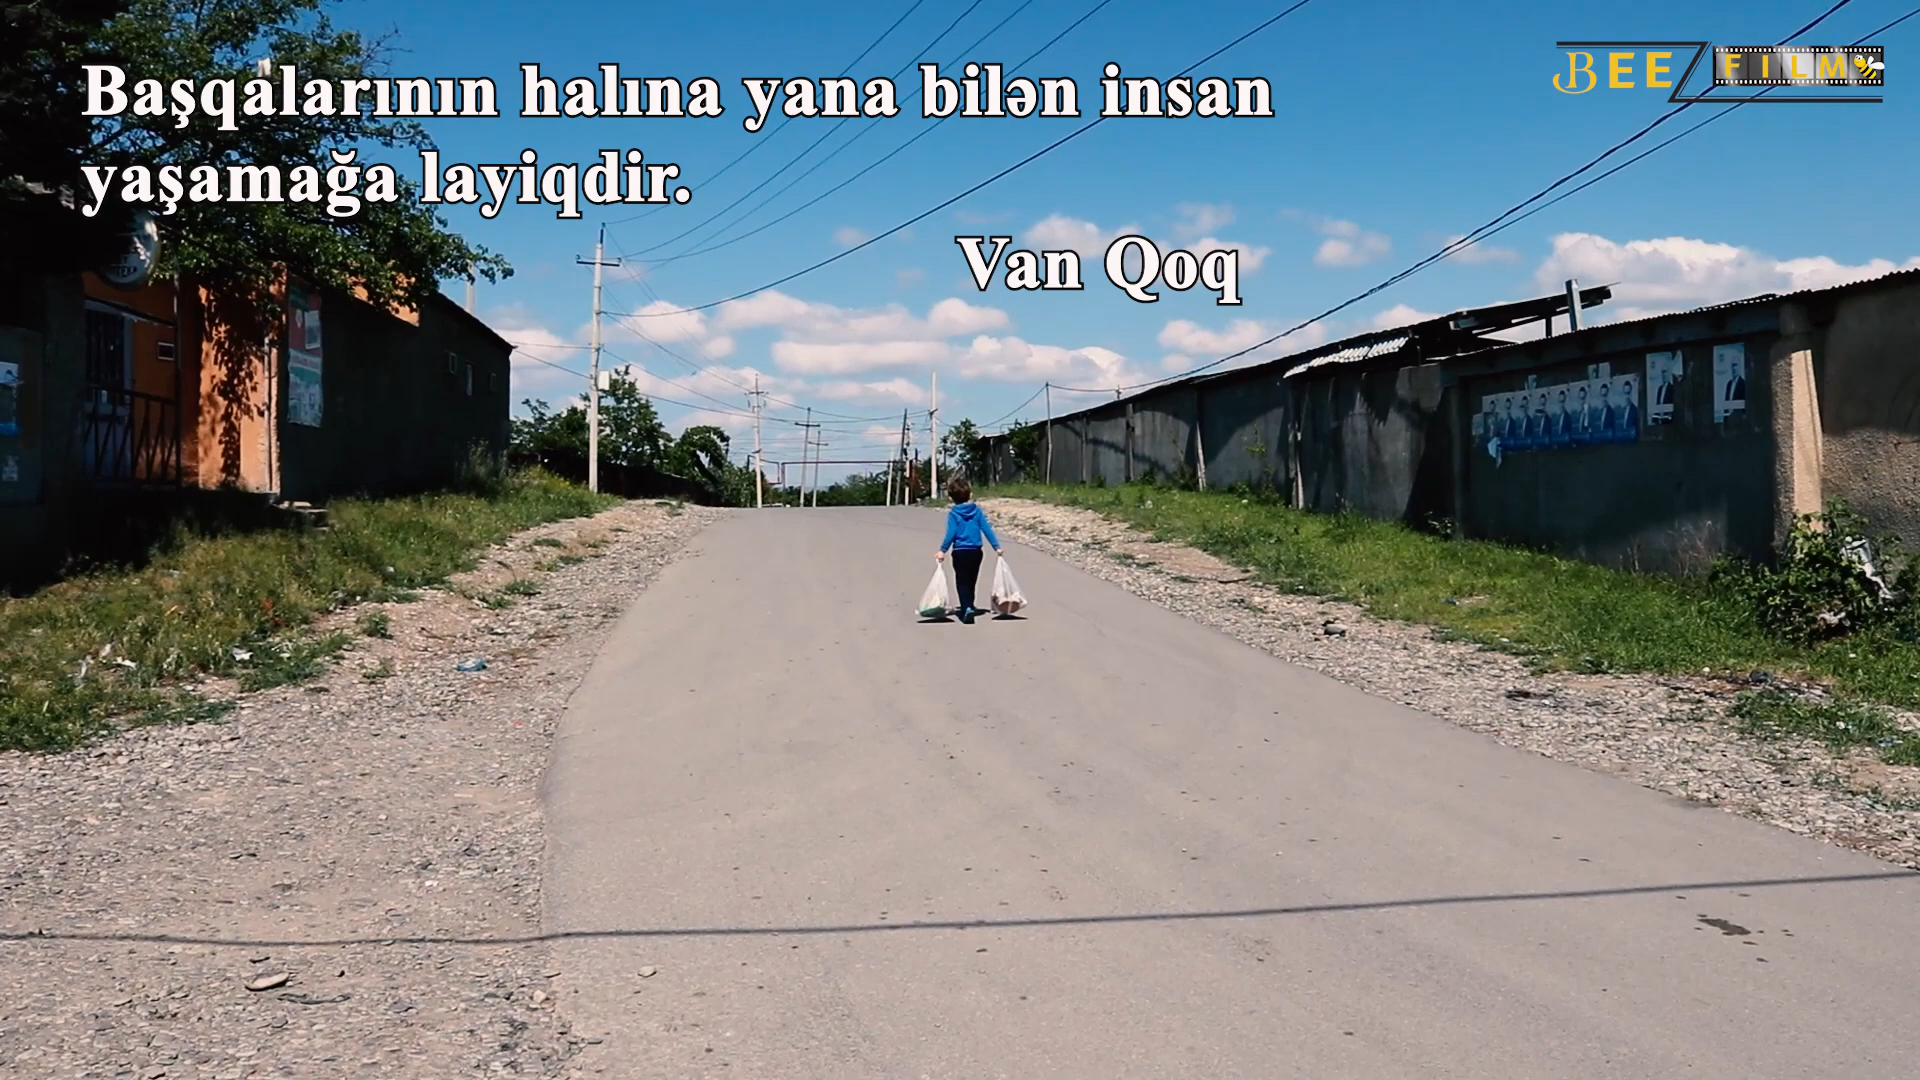 Başqalarının halına yana bilən insan
yaşamağa layiqdir.
Van Qoq
BEE FILM